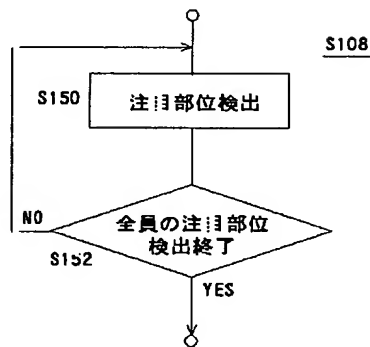 S108
S150
注目部位検出
全員の注目部位
検出終了
NO
S152
YES